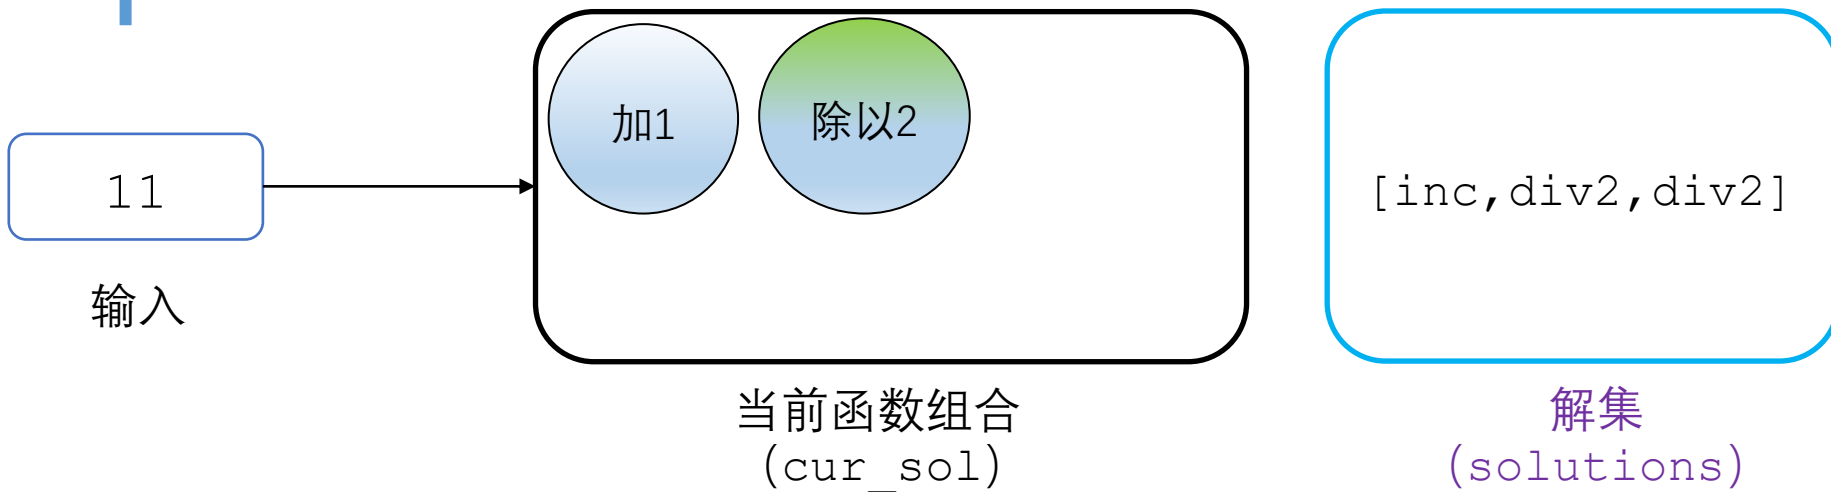 加1
除以2
11
[inc,div2,div2]
输入
当前函数组合
(cur_sol)
解集
(solutions)